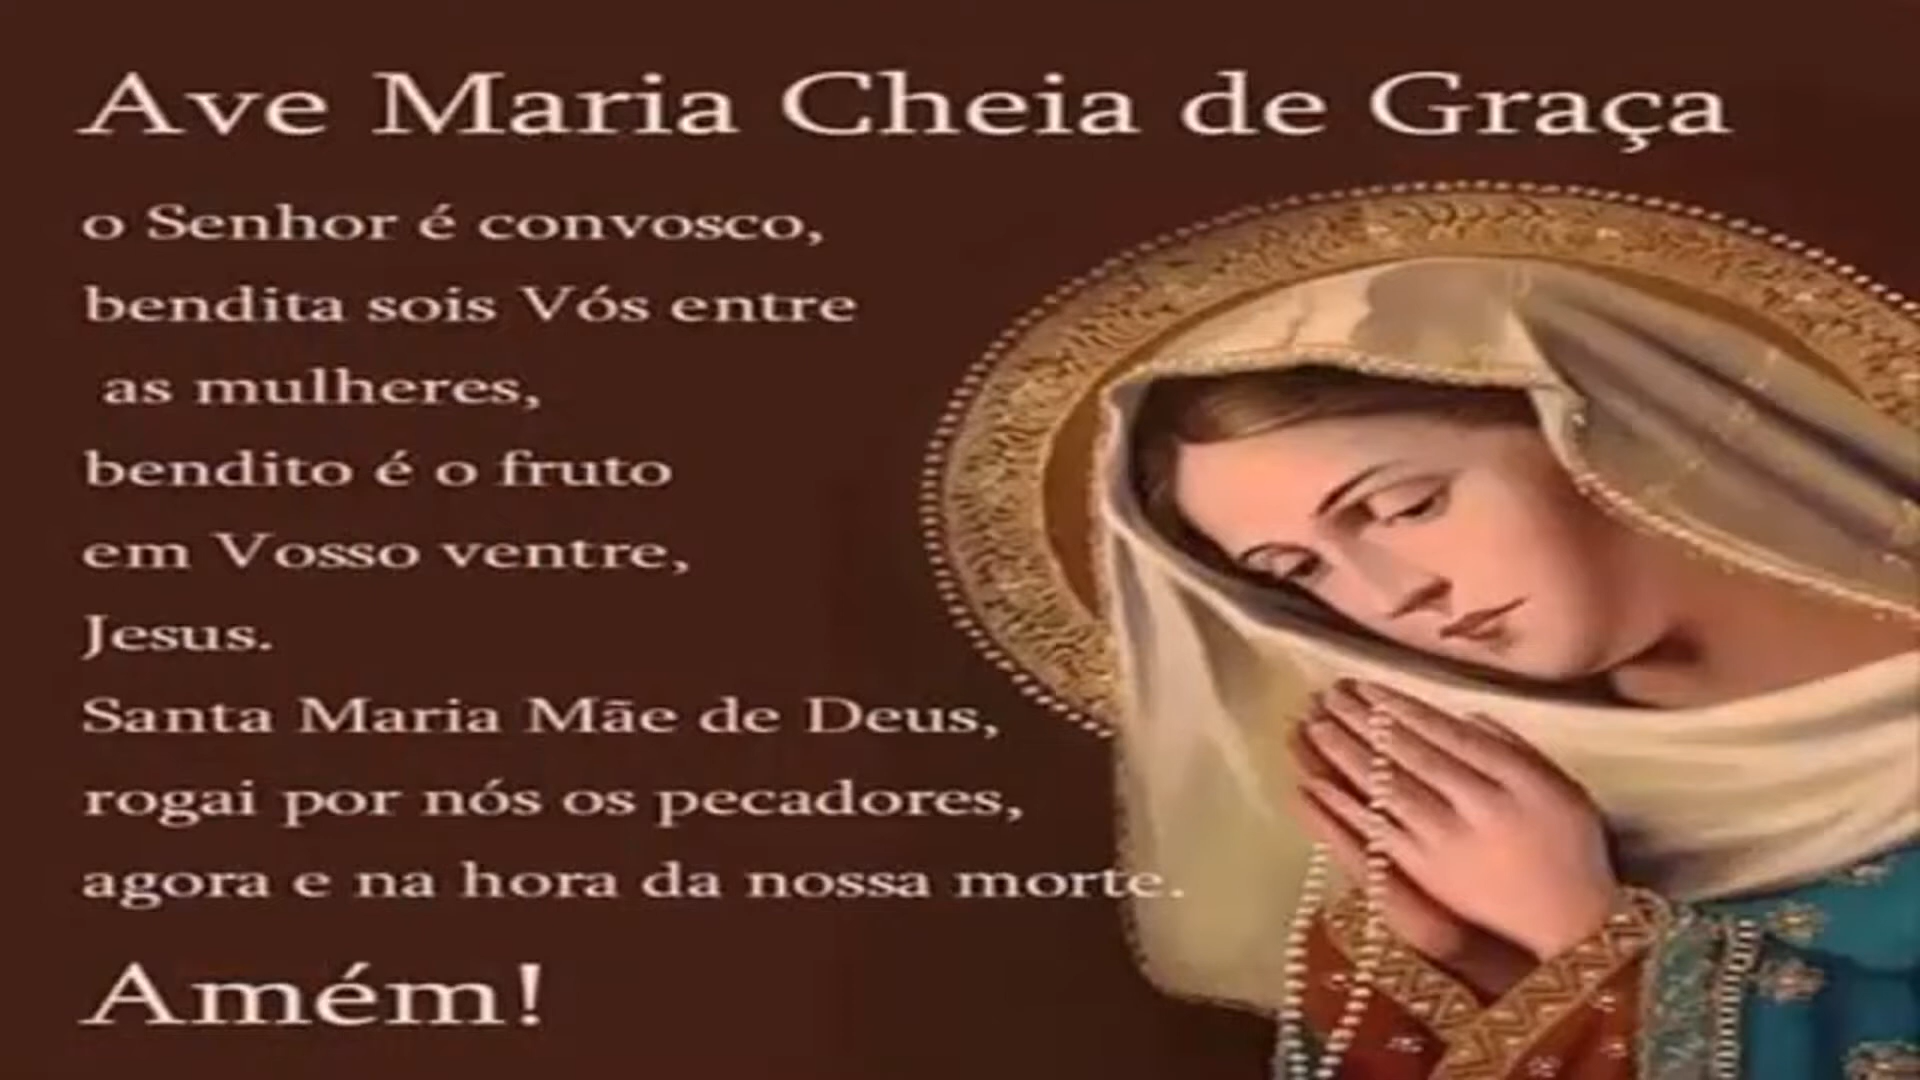 Ave Maria Cheia de Graça
o Senhor é convosco,
bendita sois Vós entre
as mulheres,
bendito é o fruto
em Vosso ventre,
Jesus.
Santa Maria Mãe de Deus,
rogai por nós os pecadores,
agora e na hora da nossa morte.
Amém!